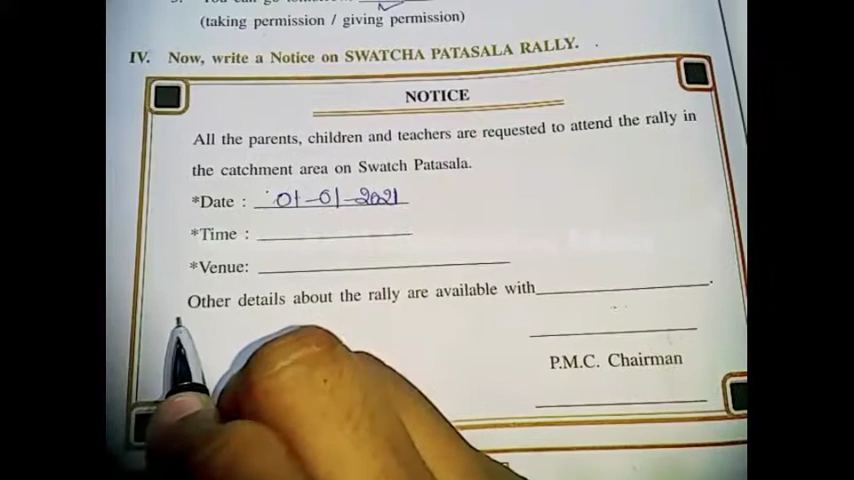 (taking permission / giving permission)
IV. Now, write a Notice on SWATCHA PATASALA RALLY.
NOTICE
All the parents, children and teachers are requested to attend the rally in
the catchment area on Swatch Patasala.
*Date : 01-01-2021
*Time :
*Venue:
Other details about the rally are available with .
P.M.C. Chairman